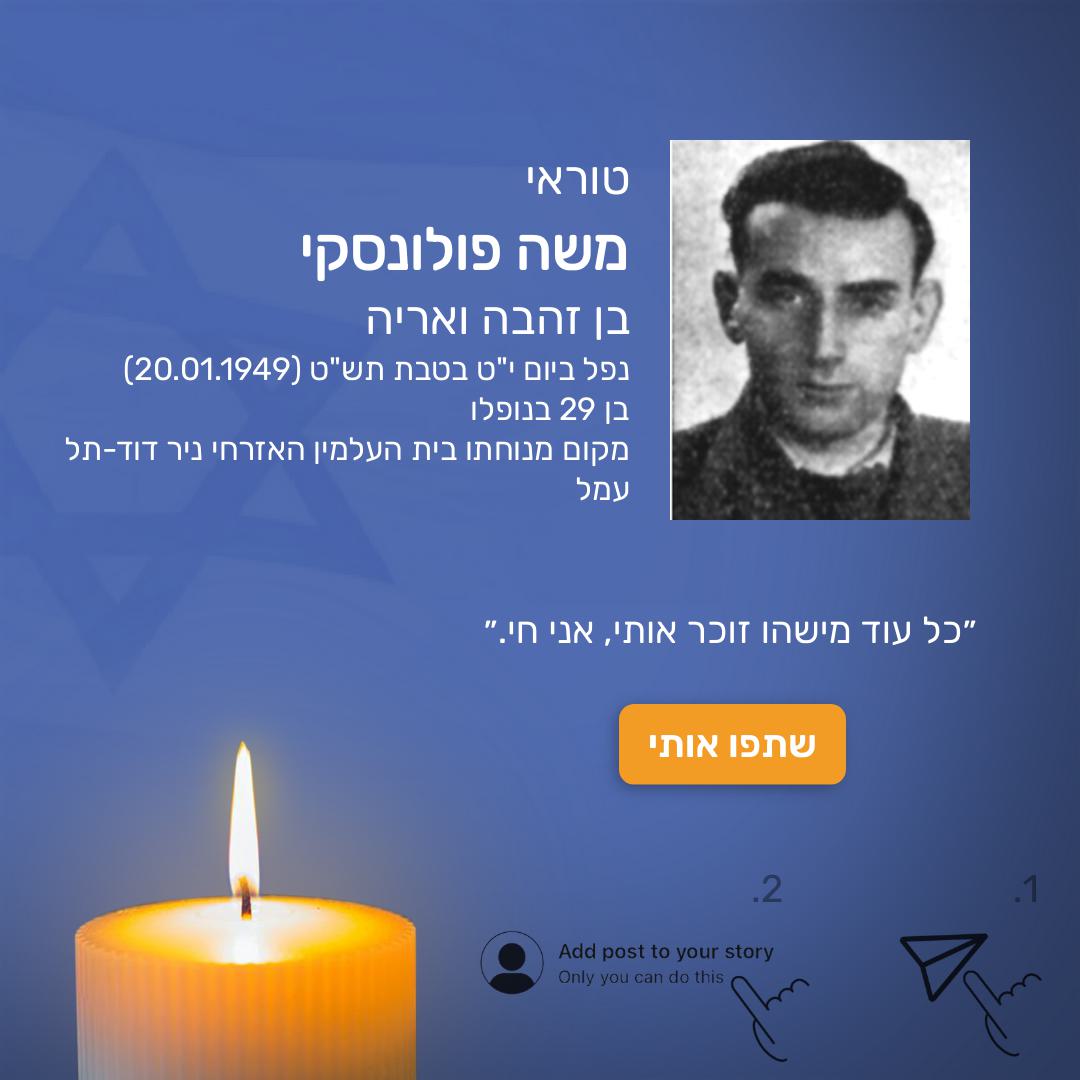 טוראי
משה פולונסקי
בן זהבה ואריה
נפל ביום י"ט בטבת תש"ט (20.01.1949)
בן 29 בנופלו
מקום מנוחתו בית העלמין האזרחי ניר דוד-תל
עמל
״כל עוד מישהו זוכר אותי, אני חי.״
שתפו אותי
1.
2.
Add post to your story
Only you can do this